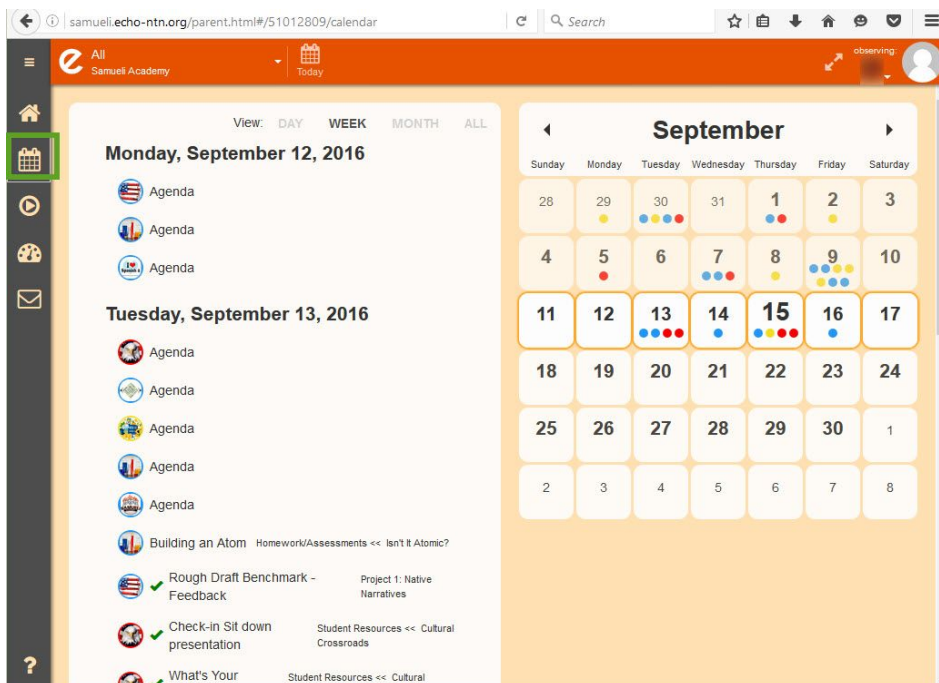 samueli.echo-ntn.org/parent.html#/51012809/calendar
Search
All
Samueli Academy
Today
observing:
View: DAY WEEK MONTH ALL
Monday, September 12, 2016
Agenda
Agenda
Agenda
Tuesday, September 13, 2016
Agenda
Agenda
Agenda
Agenda
Agenda
Building an Atom Homework/Assessments << Isn't It Atomic?
Rough Draft Benchmark - Feedback
Project 1: Native Narratives
Check-in Sit down presentation
Student Resources << Cultural Crossroads
What's Your
Student Resources << Cultural
?
September
Sunday Monday Tuesday Wednesday Thursday Friday Saturday
28 29 30 31 1 2 3
4 5 6 7 8 9 10
11 12 13 14 15 16 17
18 19 20 21 22 23 24
25 26 27 28 29 30 1
2 3 4 5 6 7 8